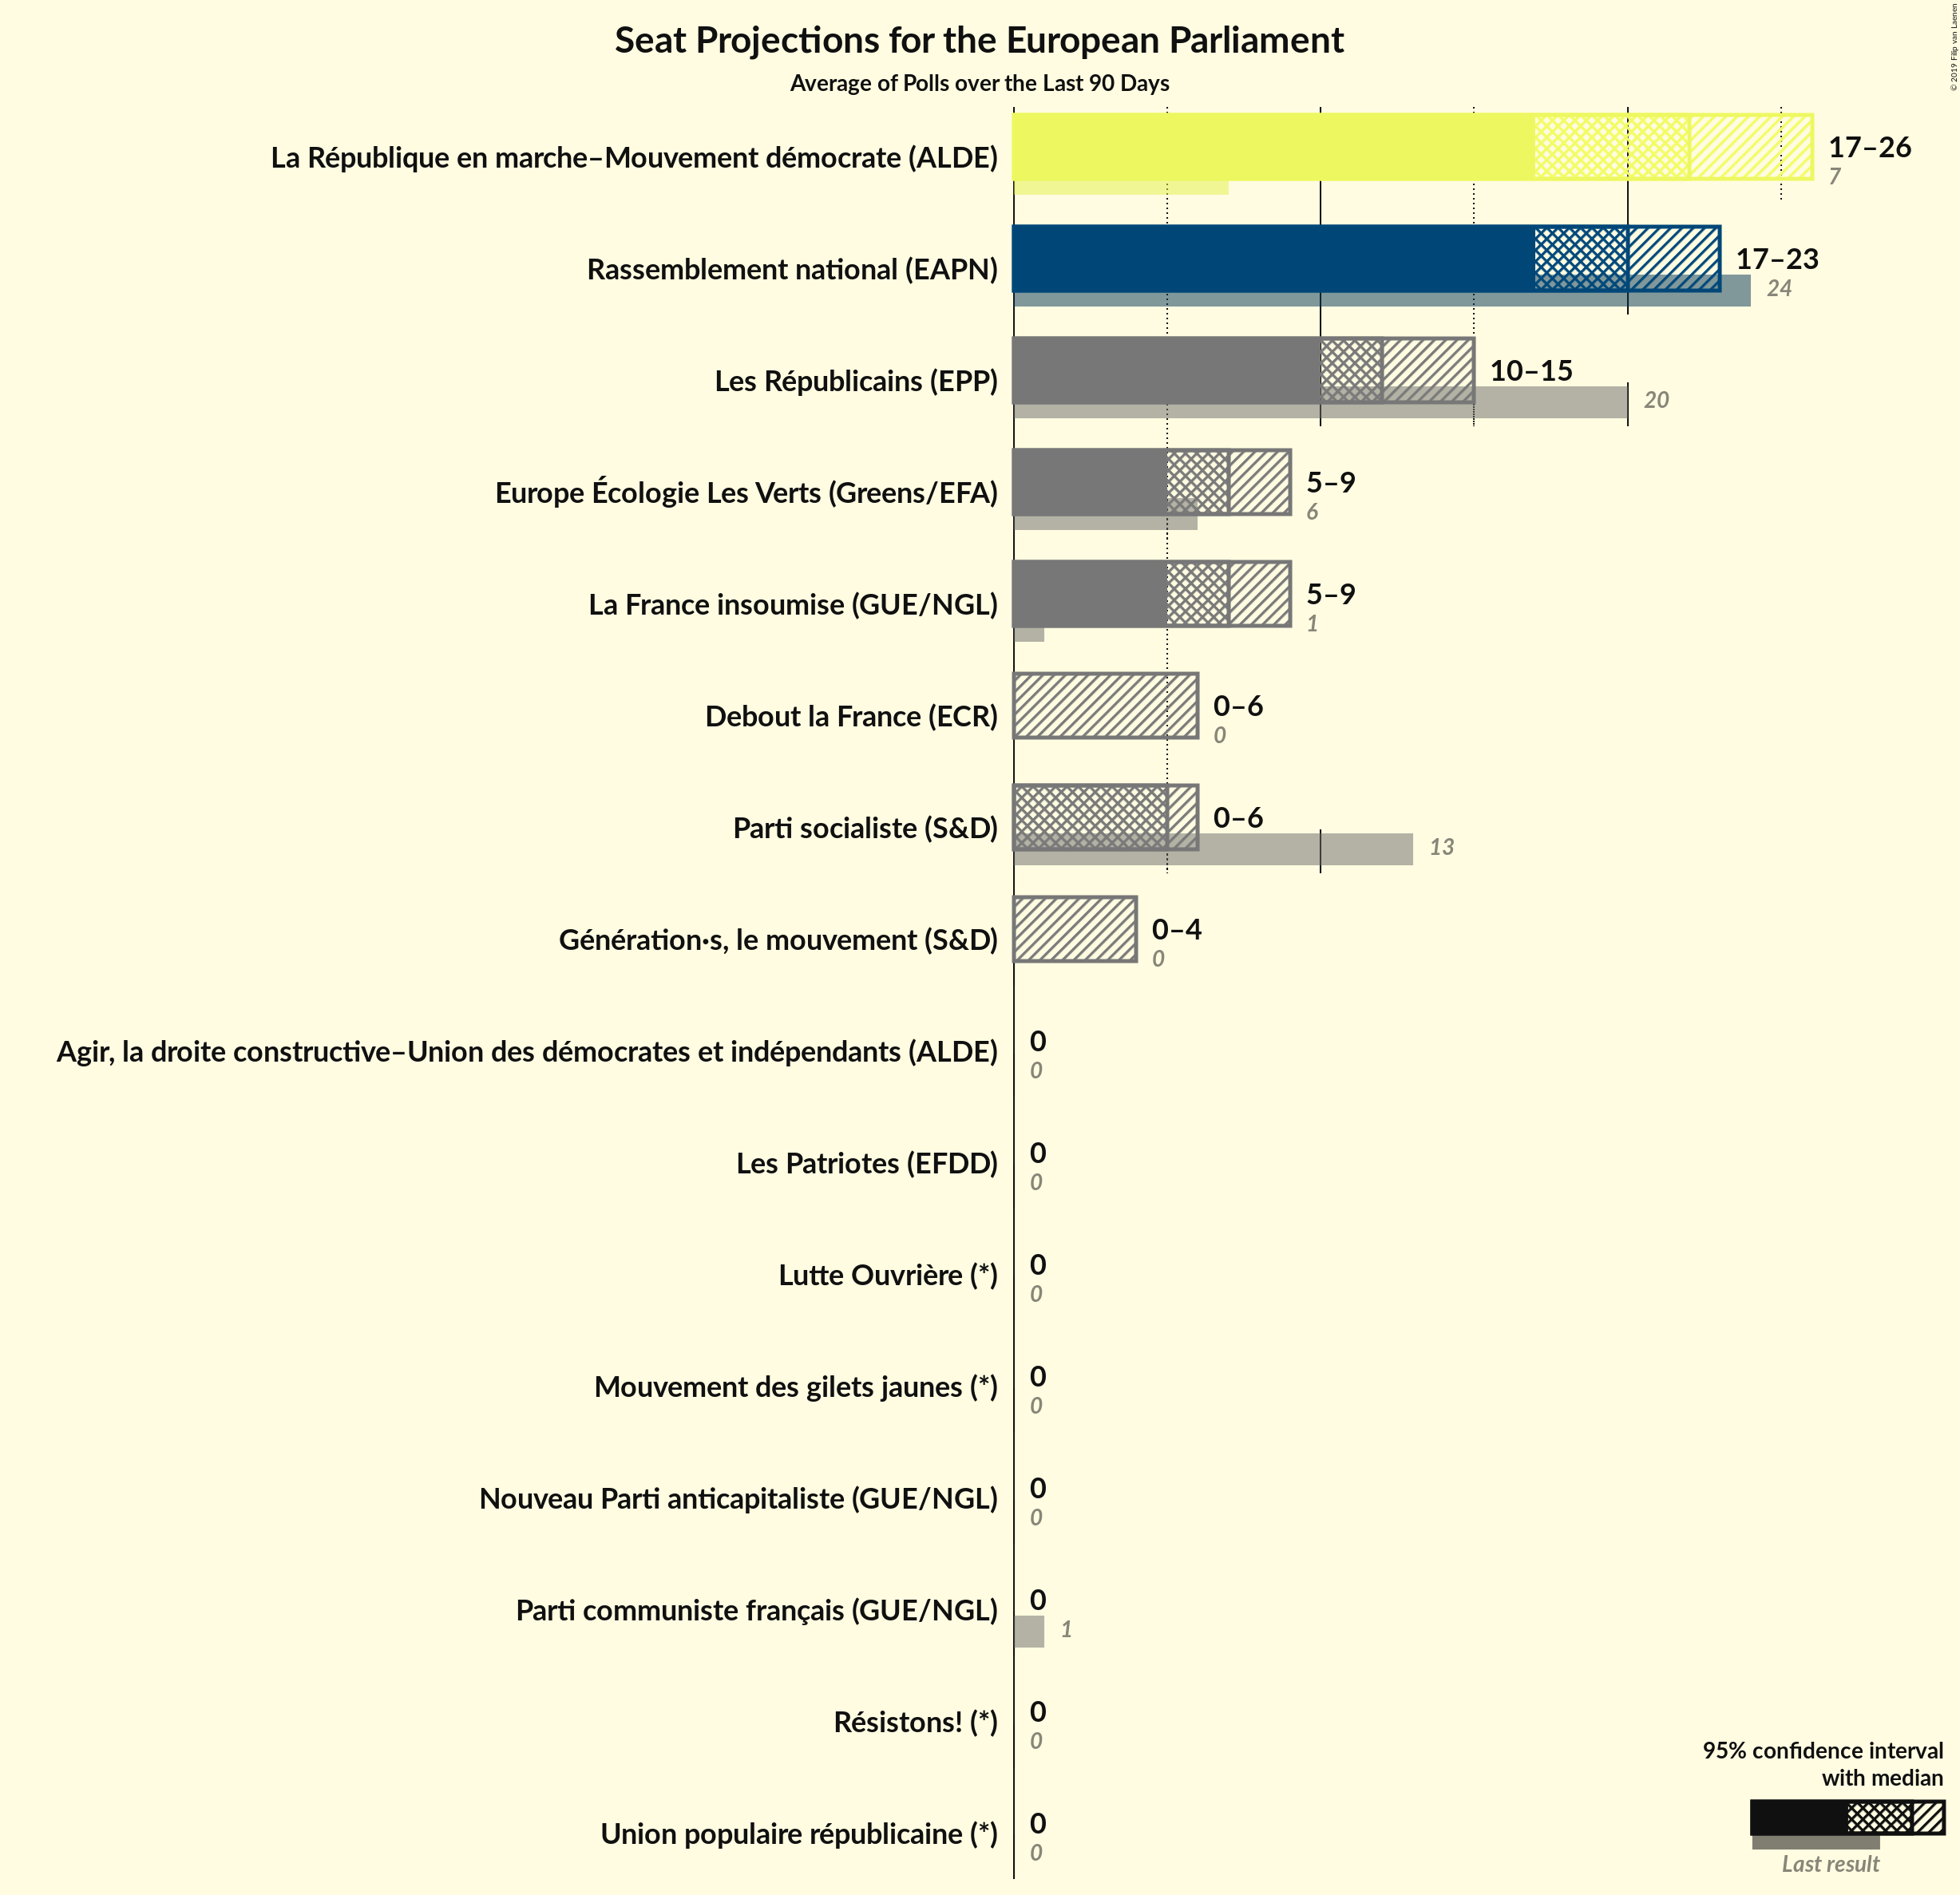 Seat Projections for the European Parliament
Average of Polls over the Last 90 Days
© 2019 Filip van Laenen
La République en marche–Mouvement démocrate (ALDE)
17–26
7
Rassemblement national (EAPN)
17–23
24
Les Républicains (EPP)
10–15
20
Europe Écologie Les Verts (Greens/EFA)
5–9
6
La France insoumise (GUE/NGL)
5–9
1
Debout la France (ECR)
0–6
0
Parti socialiste (S&D)
0–6
13
Génération·s, le mouvement (S&D)
0–4
0
Agir, la droite constructive–Union des démocrates et indépendants (ALDE)
0
0
Les Patriotes (EFDD)
0
0
Lutte Ouvrière (*)
0
0
Mouvement des gilets jaunes (*)
0
0
Nouveau Parti anticapitaliste (GUE/NGL)
0
0
Parti communiste français (GUE/NGL)
0
1
Résistons! (*)
0
0
Union populaire républicaine (*)
0
0
95% confidence interval
with median
Last result